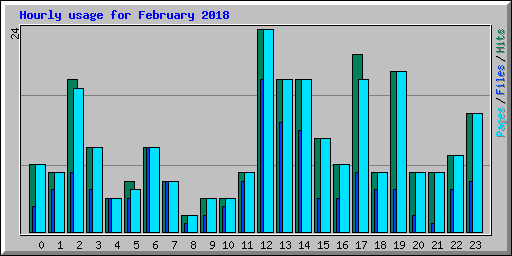 Hourly usage for February 2018
24
Pages / Files / Hits
0 1 2 3 4 5 6 7 8 9 10 11 12 13 14 15 16 17 18 19 20 21 22 23